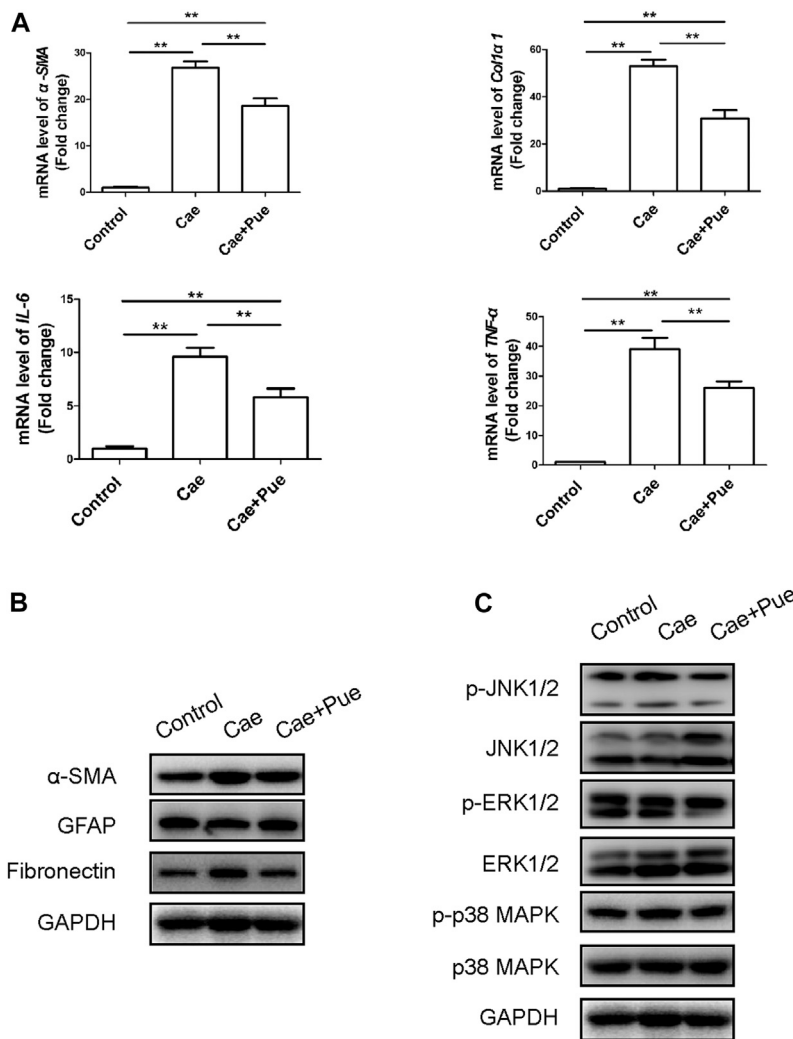 A
mRNA level of α-SMA
(Fold change)
30
20
10
0
**
**
**
Control
Cae
Cae+Pue
mRNA level of Col1α 1
(Fold change)
60
40
20
0
**
**
**
Control
Cae
Cae+Pue
mRNA level of IL-6
(Fold change)
15
10
5
0
**
**
**
Control
Cae
Cae+Pue
mRNA level of TNF-α
(Fold change)
50
40
30
20
10
0
**
**
**
Control
Cae
Cae+Pue
B
Control Cae Cae+Pue
α-SMA
GFAP
Fibronectin
GAPDH
C
Control Cae Cae+Pue
p-JNK1/2
JNK1/2
p-ERK1/2
ERK1/2
p-p38 MAPK
p38 MAPK
GAPDH